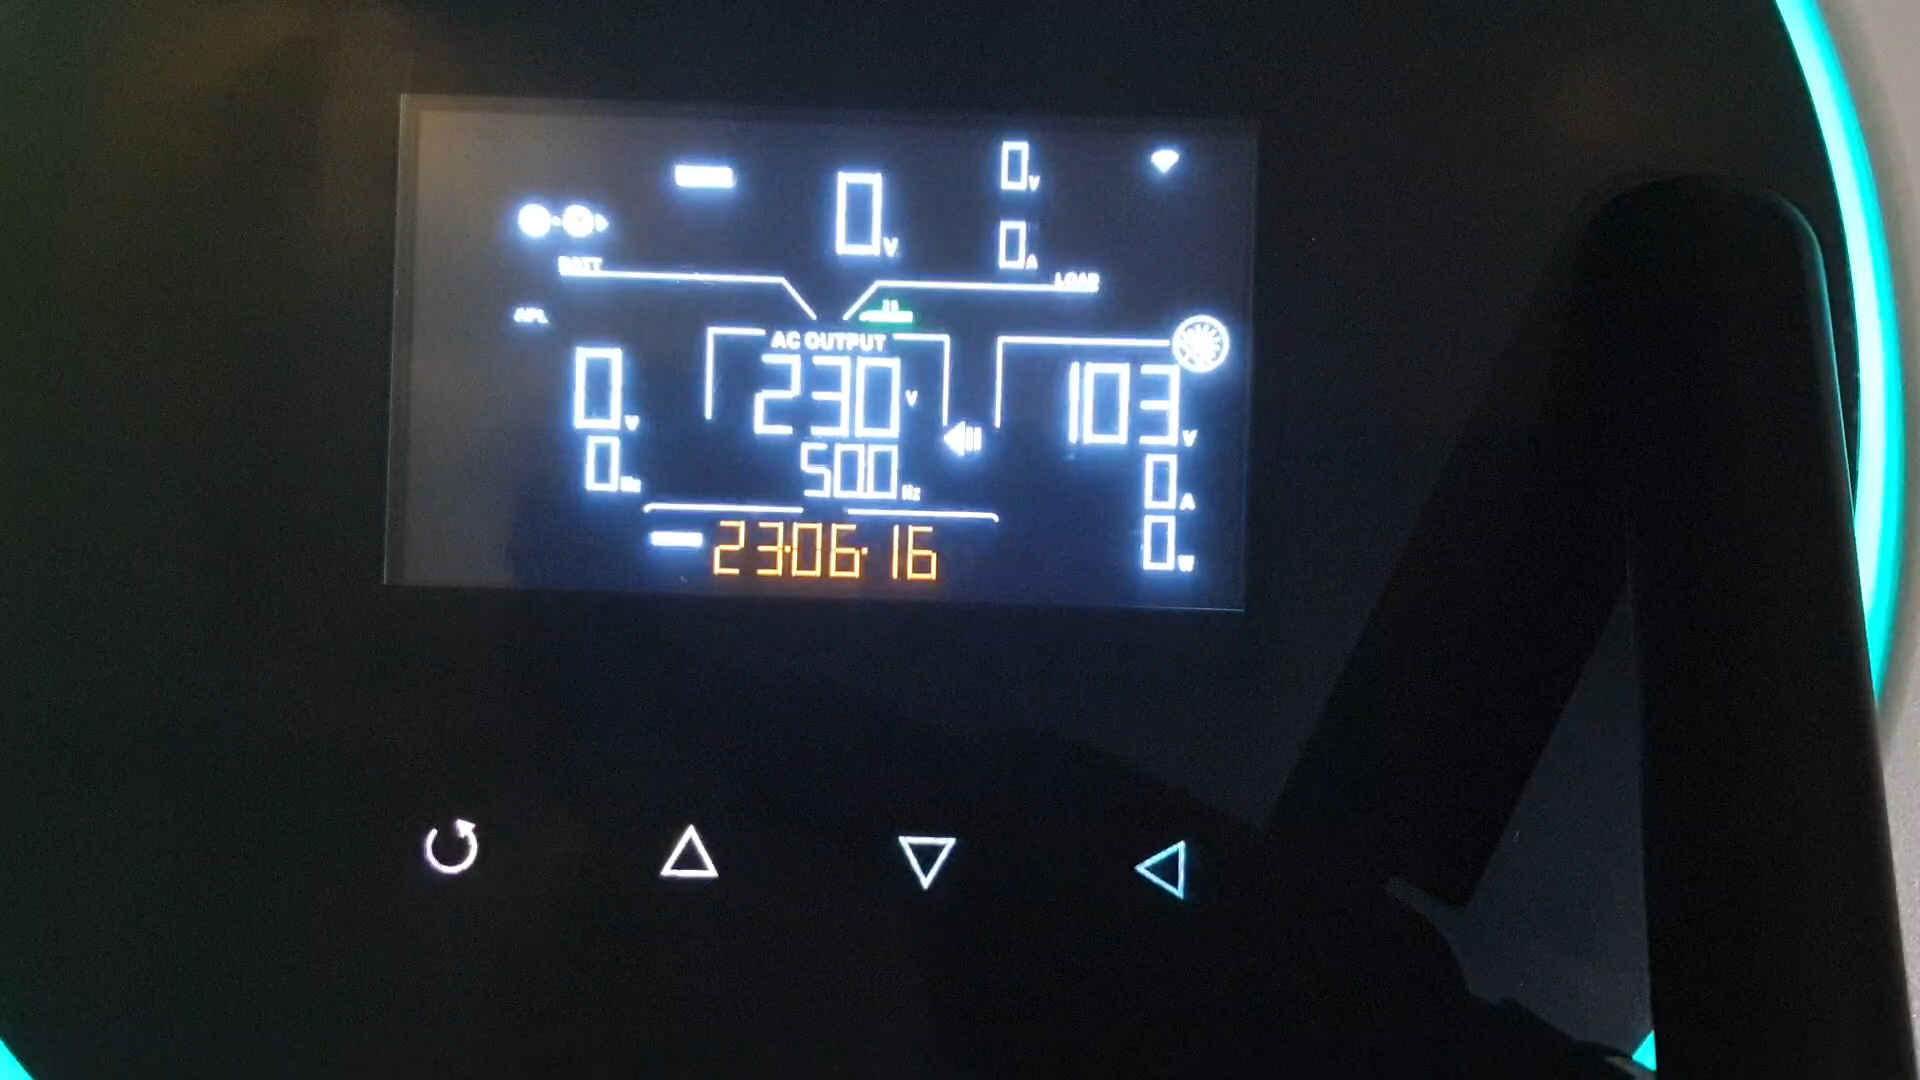 0V
0V
0A
BATT
LOAD
APL
AC OUTPUT
0V
230V
103V
0Hz
500Hz
0A
0W
23·06·16